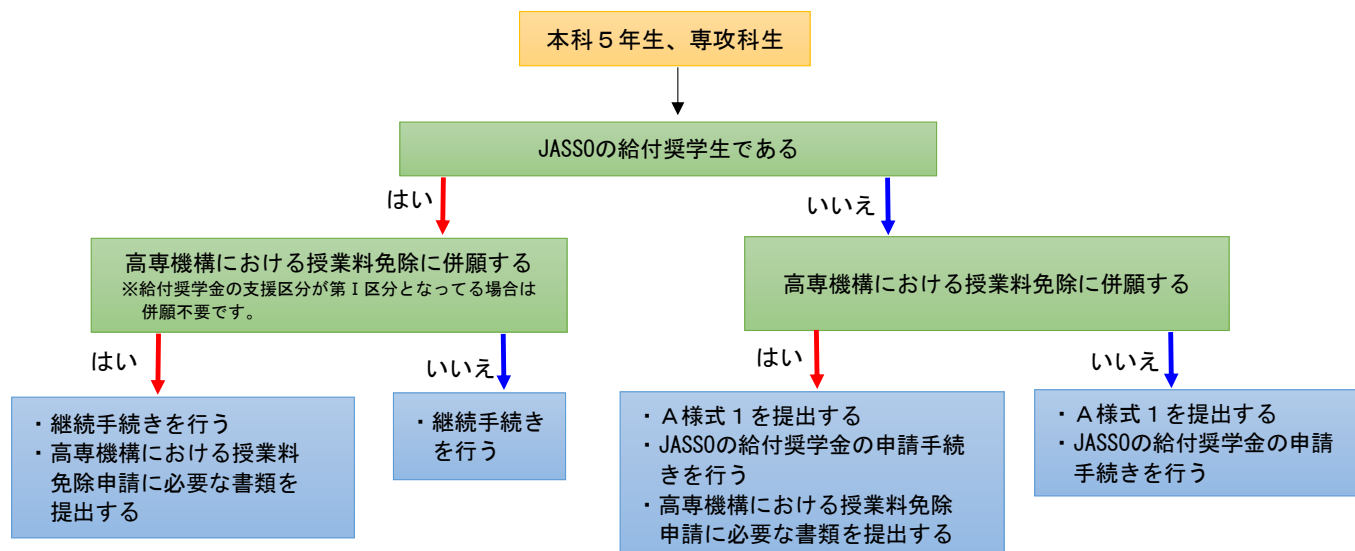 本科５年生、専攻科生
JASSOの給付奨学生である
はい
いいえ
高専機構における授業料免除に併願する
※給付奨学金の支援区分が第Ⅰ区分となってる場合は
併願不要です。
高専機構における授業料免除に併願する
はい
いいえ
はい
いいえ
・継続手続きを行う
・高専機構における授業料
免除申請に必要な書類を
提出する
・継続手続き
を行う
・Ａ様式１を提出する
・JASSOの給付奨学金の申請手続
きを行う
・高専機構における授業料免除
申請に必要な書類を提出する
・Ａ様式１を提出する
・JASSOの給付奨学金の申請
手続きを行う